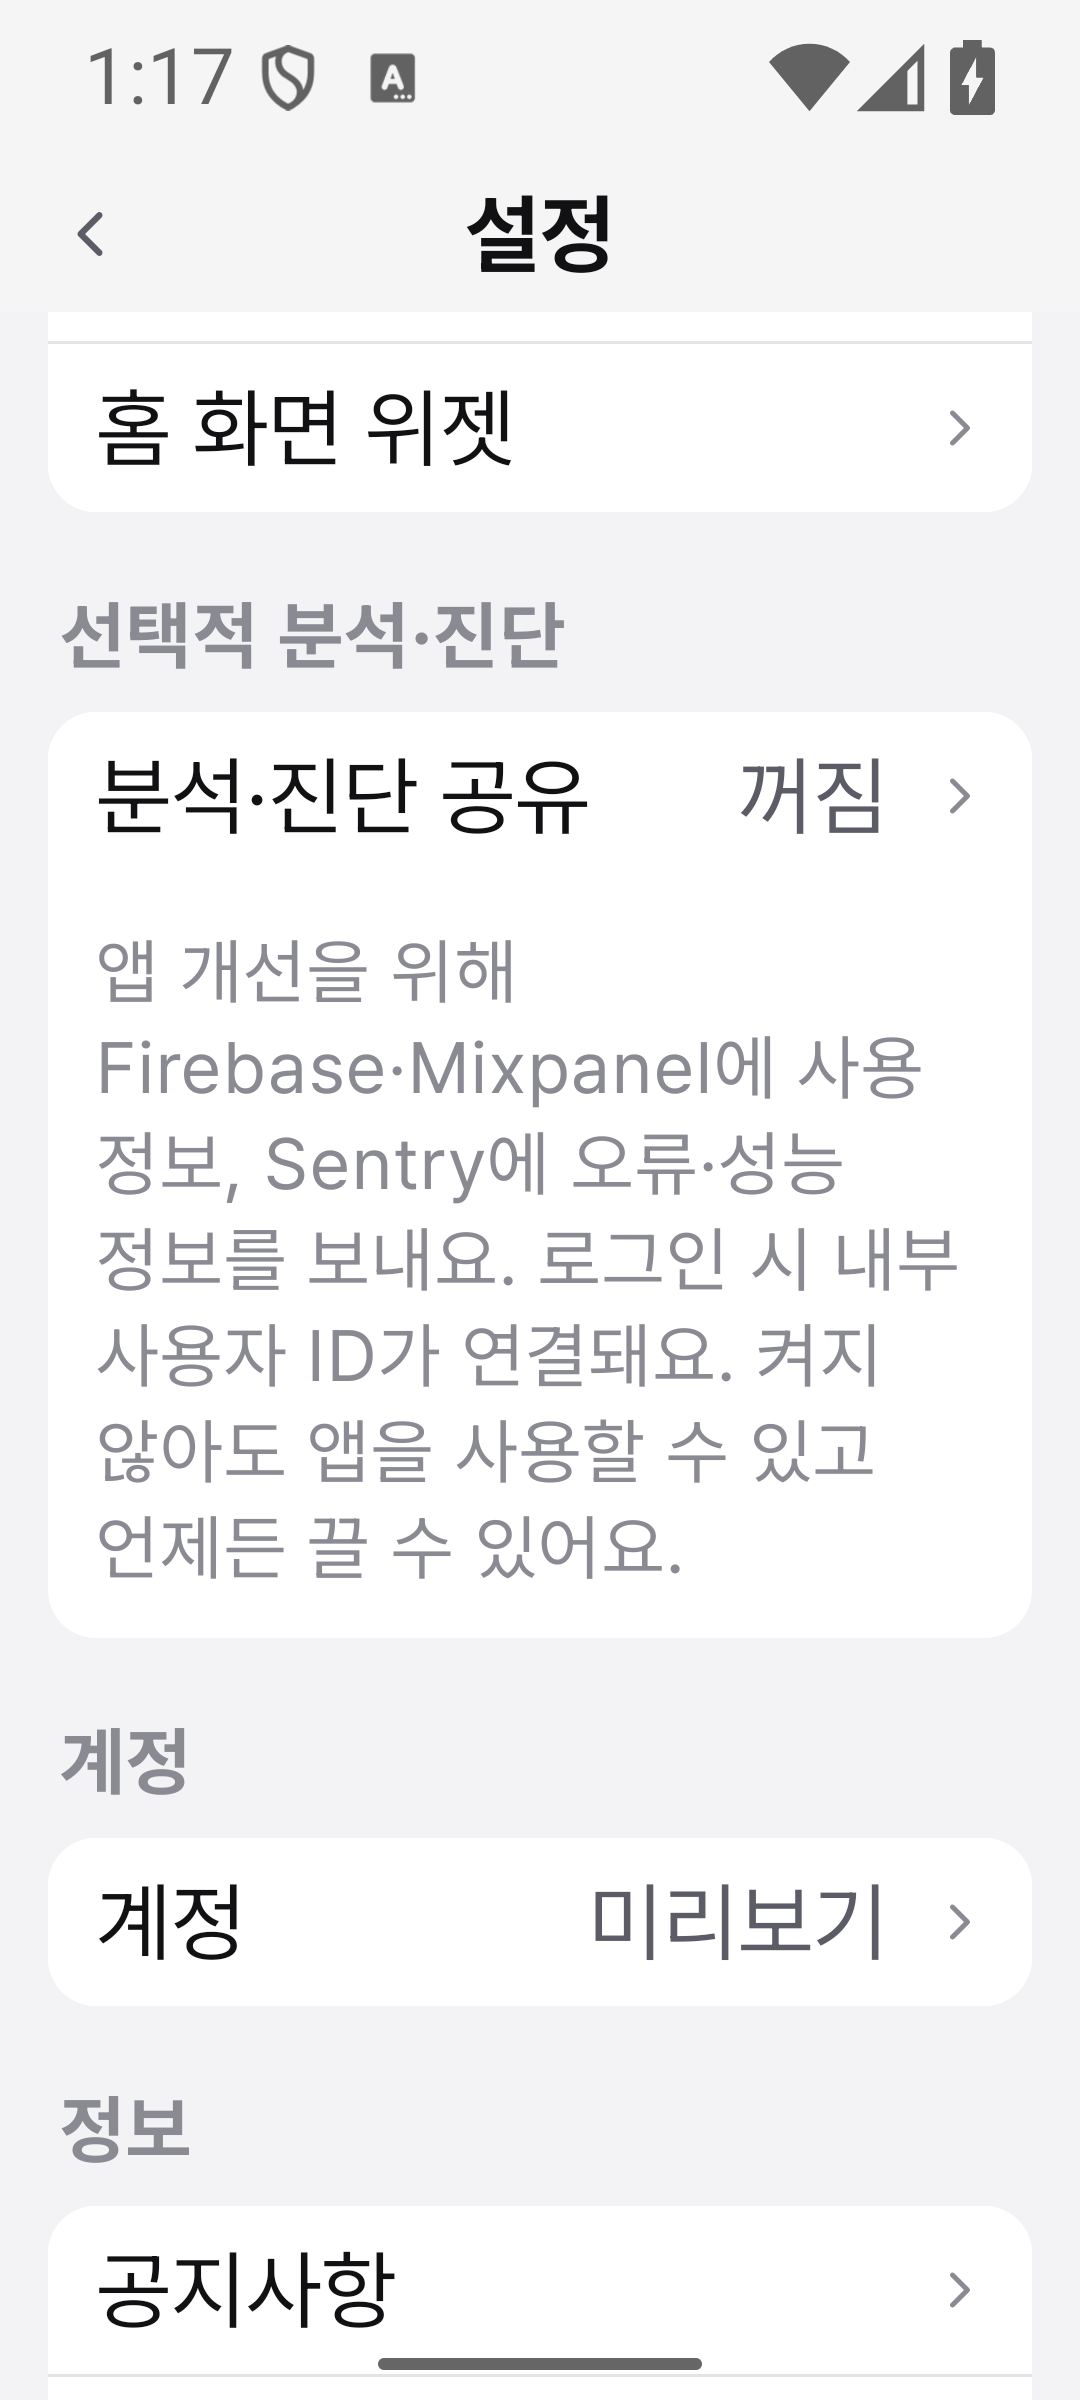 1:17
설정
홈 화면 위젯
선택적 분석·진단
분석·진단 공유 꺼짐
앱 개선을 위해
Firebase·Mixpanel에 사용
정보, Sentry에 오류·성능
정보를 보내요. 로그인 시 내부
사용자 ID가 연결돼요. 켜지
않아도 앱을 사용할 수 있고
언제든 끌 수 있어요.
계정
계정 미리보기
정보
공지사항